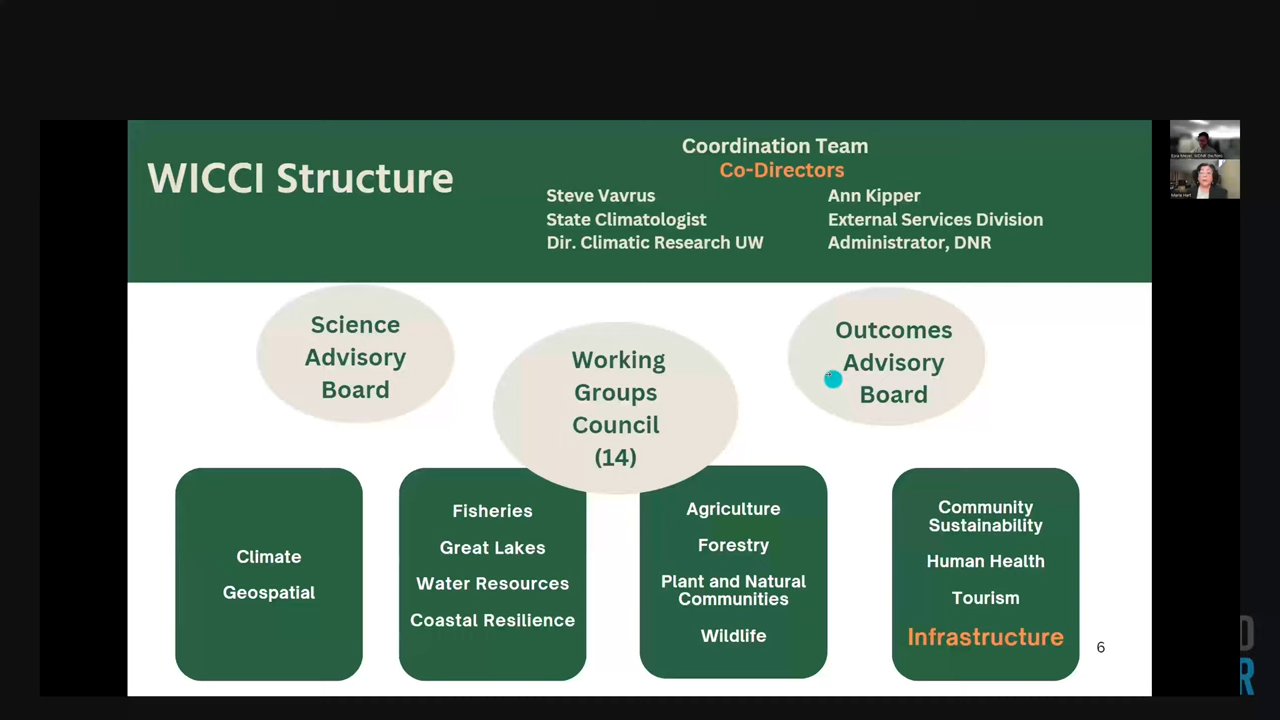 WICCI Structure
Coordination Team
Co-Directors
Steve Vavrus
State Climatologist
Dir. Climatic Research UW
Ann Kipper
External Services Division
Administrator, DNR
Science
Advisory
Board
Working
Groups
Council
(14)
Outcomes
Advisory
Board
Climate
Geospatial
Fisheries
Great Lakes
Water Resources
Coastal Resilience
Agriculture
Forestry
Plant and Natural
Communities
Wildlife
Community
Sustainability
Human Health
Tourism
Infrastructure
6
Maria Hart
D
R